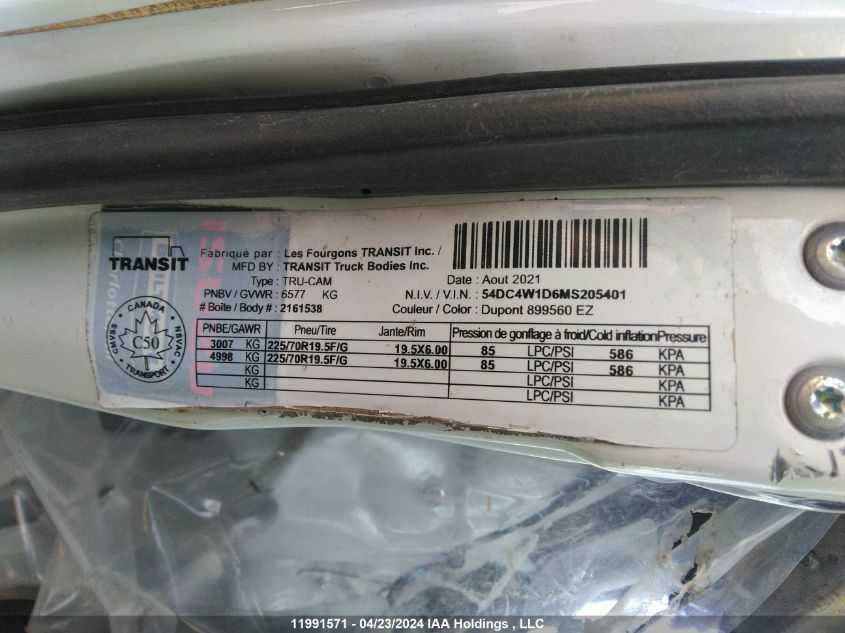 TRANSIT
Fabrique par : Les Fourgons TRANSIT Inc. /
MFD BY : TRANSIT Truck Bodies Inc.
Type : TRU-CAM
Date : Aout 2021
PNBV / GVWR : 6577 KG
N.I.V. / V.I.N. : 54DC4W1D6MS205401
# Boîte / Body # : 2161538
Couleur / Color : Dupont 899560 EZ
CANADA
CMVSS
NSVAC
C50
TRANSPORT
PNBE/GAWR Pneu/Tire Jante/Rim Pression de gonflage à froid/Cold inflation Pressure
3007 KG 225/70R19.5F/G 19.5X6.00 85 LPC/PSI 586 KPA
4998 KG 225/70R19.5F/G 19.5X6.00 85 LPC/PSI 586 KPA
KG LPC/PSI KPA
KG LPC/PSI KPA
11991571 - 04/23/2024 IAA Holdings , LLC